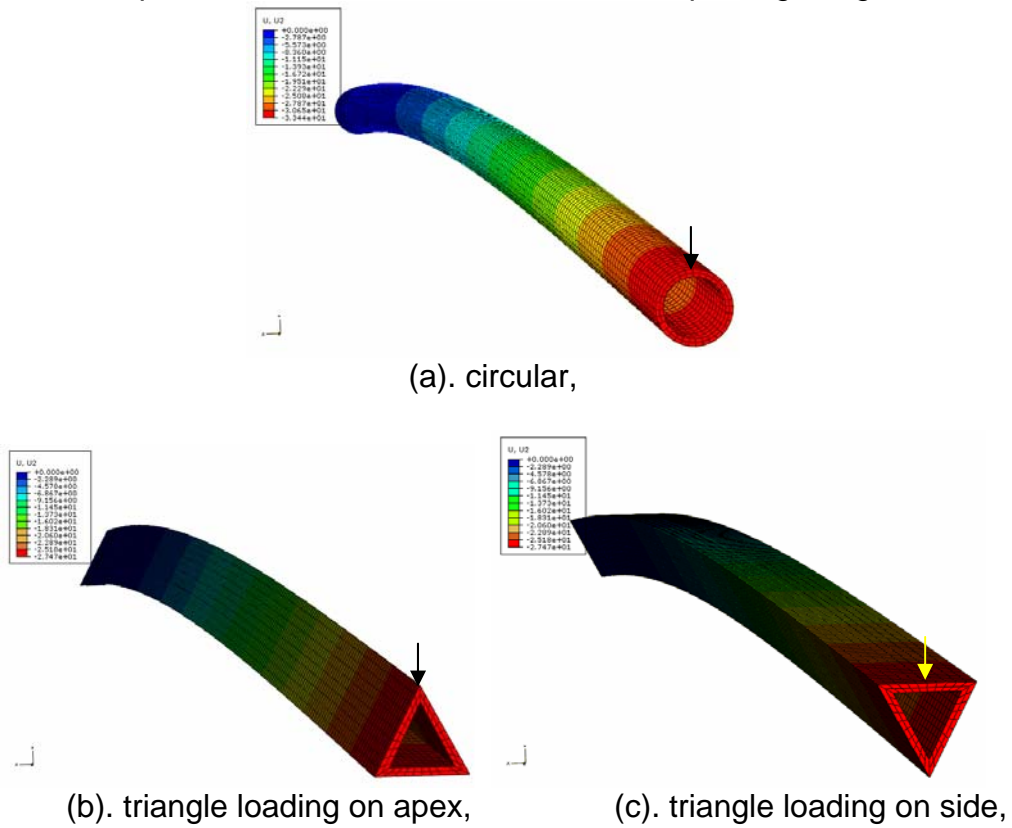 U, U2
+0.000e+00
-2.787e+00
-5.573e+00
-8.360e+00
-1.115e+01
-1.393e+01
-1.672e+01
-1.951e+01
-2.229e+01
-2.508e+01
-2.787e+01
-3.065e+01
-3.344e+01
(a). circular,
U, U2
+0.000e+00
-2.289e+00
-4.578e+00
-6.867e+00
-9.156e+00
-1.145e+01
-1.373e+01
-1.602e+01
-1.831e+01
-2.060e+01
-2.289e+01
-2.518e+01
-2.747e+01
U, U2
+0.000e+00
-2.289e+00
-4.578e+00
-6.867e+00
-9.156e+00
-1.145e+01
-1.373e+01
-1.602e+01
-1.831e+01
-2.060e+01
-2.289e+01
-2.518e+01
-2.747e+01
(b). triangle loading on apex,
(c). triangle loading on side,